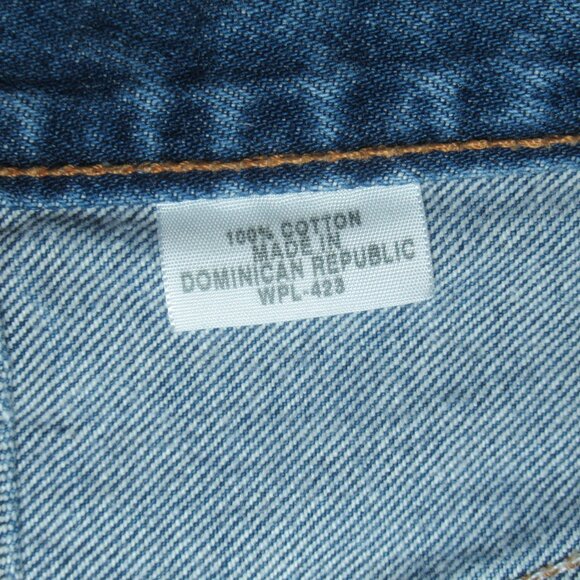 100% COTTON
MADE IN
DOMINICAN REPUBLIC
WPL-423